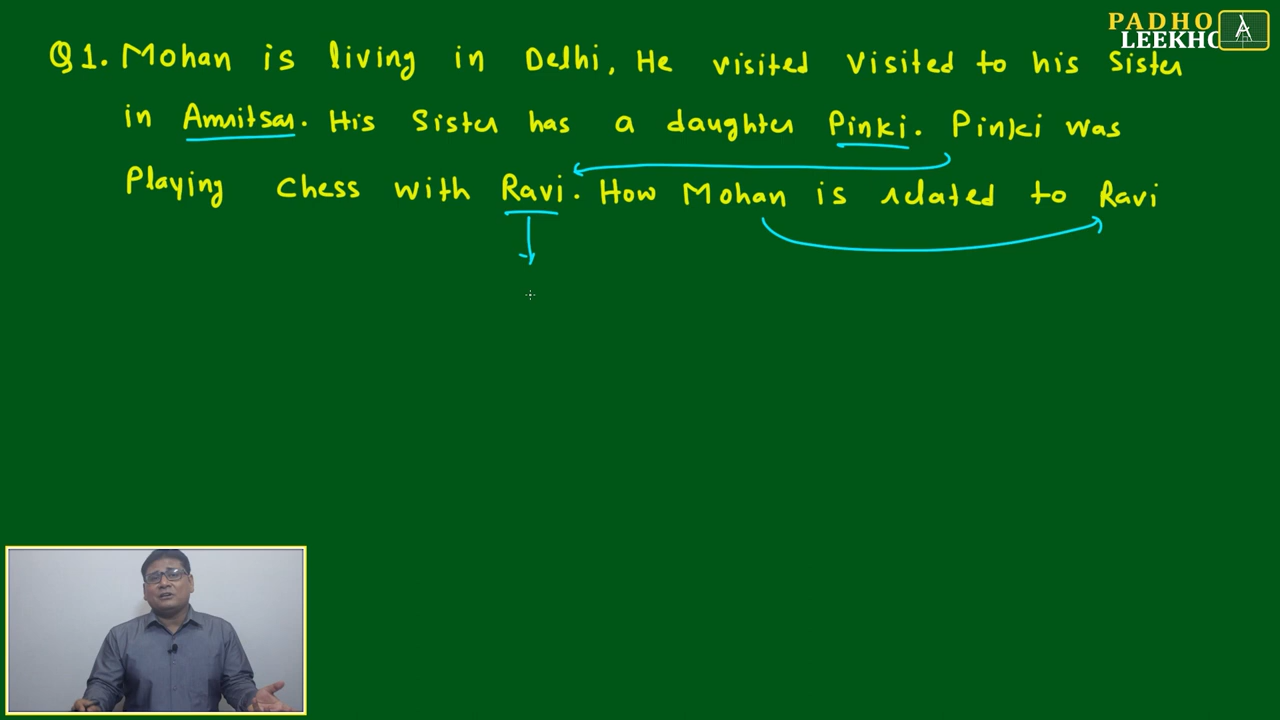 PADHO
LEEKHO
Q1. Mohan is living in Delhi, He visited visited to his sister
in Amritsar. His sister has a daughter Pinki. Pinki was
Playing chess with Ravi. How Mohan is related to Ravi